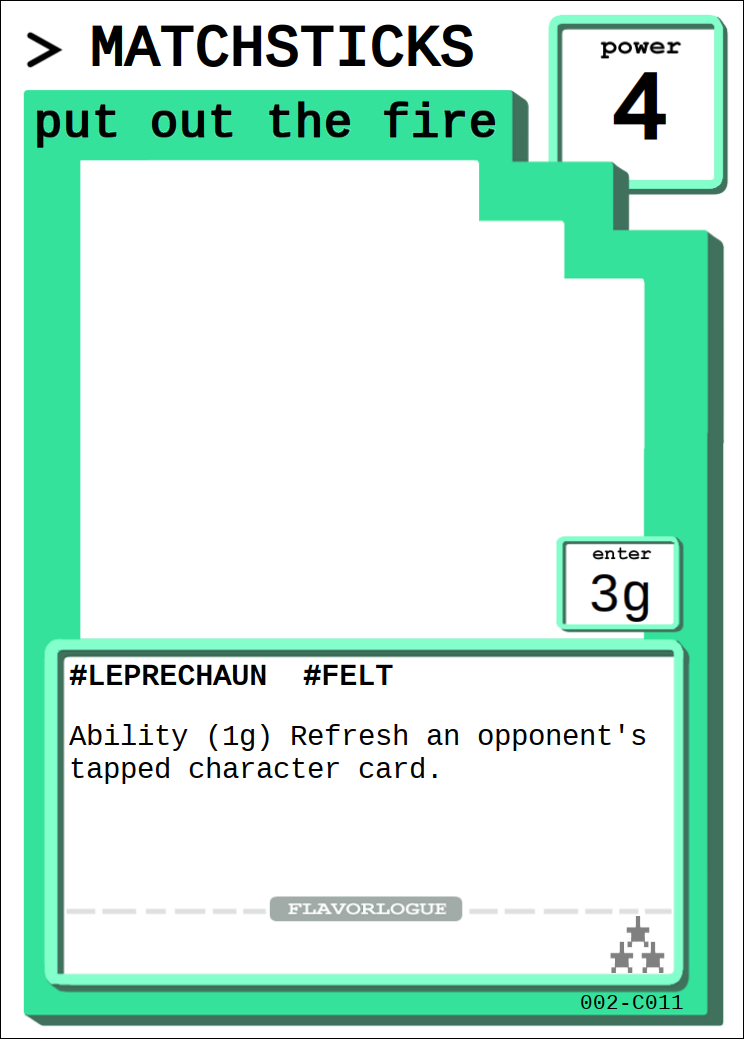 > MATCHSTICKS
power
4
put out the fire
enter
3g
#LEPRECHAUN #FELT
Ability (1g) Refresh an opponent's
tapped character card.
FLAVORLOGUE
002-C011